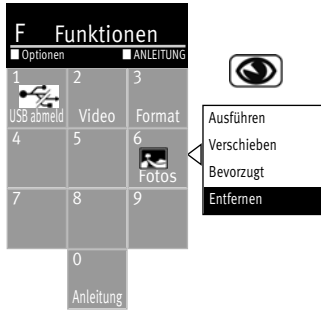 F Funktionen
Optionen ANLEITUNG
1 2 3
USB abmeld Video Format
4 5 6
Fotos
7 8 9
0
Anleitung
Ausführen
Verschieben
Bevorzugt
Entfernen